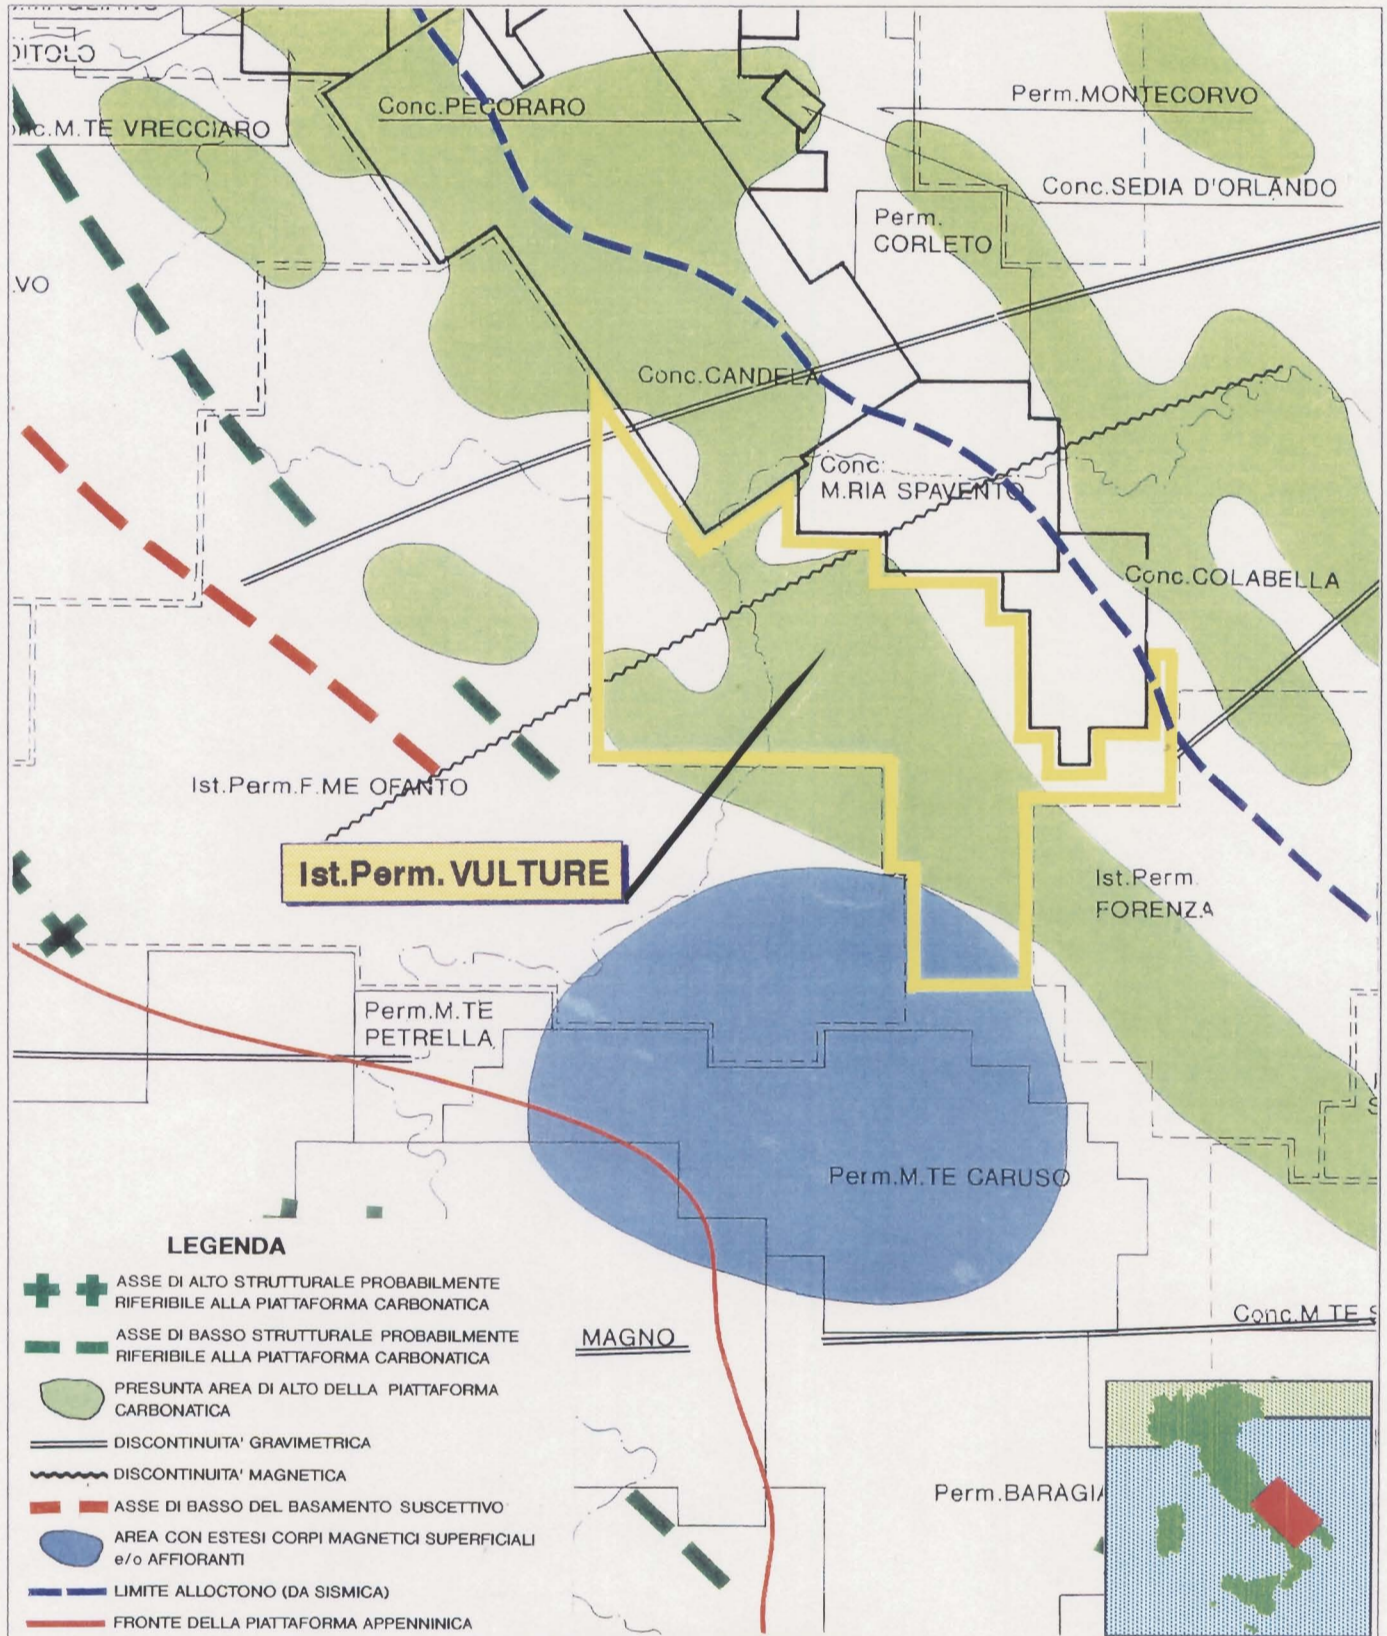 Conc.PECORARO
Perm.MONTECORVO
M.TE VRECCIARO
Conc.SEDIA D'ORLANDO
Perm.
CORLETO
Conc.CANDELA
Conc.
M.RIA SPAVENTO
Conc.COLABELLA
Ist.Perm.F.ME OFANTO
Ist.Perm.VULTURE
Ist.Perm.
FORENZA
Perm.M.TE
PETRELLA
Perm.M.TE CARUSO
Conc.M.TE S
MAGNO
Perm.BARAGIA
LEGENDA
ASSE DI ALTO STRUTTURALE PROBABILMENTE
RIFERIBILE ALLA PIATTAFORMA CARBONATICA
ASSE DI BASSO STRUTTURALE PROBABILMENTE
RIFERIBILE ALLA PIATTAFORMA CARBONATICA
PRESUNTA AREA DI ALTO DELLA PIATTAFORMA
CARBONATICA
DISCONTINUITA' GRAVIMETRICA
DISCONTINUITA' MAGNETICA
ASSE DI BASSO DEL BASAMENTO SUSCETTIVO
AREA CON ESTESI CORPI MAGNETICI SUPERFICIALI
e/o AFFIORANTI
LIMITE ALLOCTONO (DA SISMICA)
FRONTE DELLA PIATTAFORMA APPENNINICA